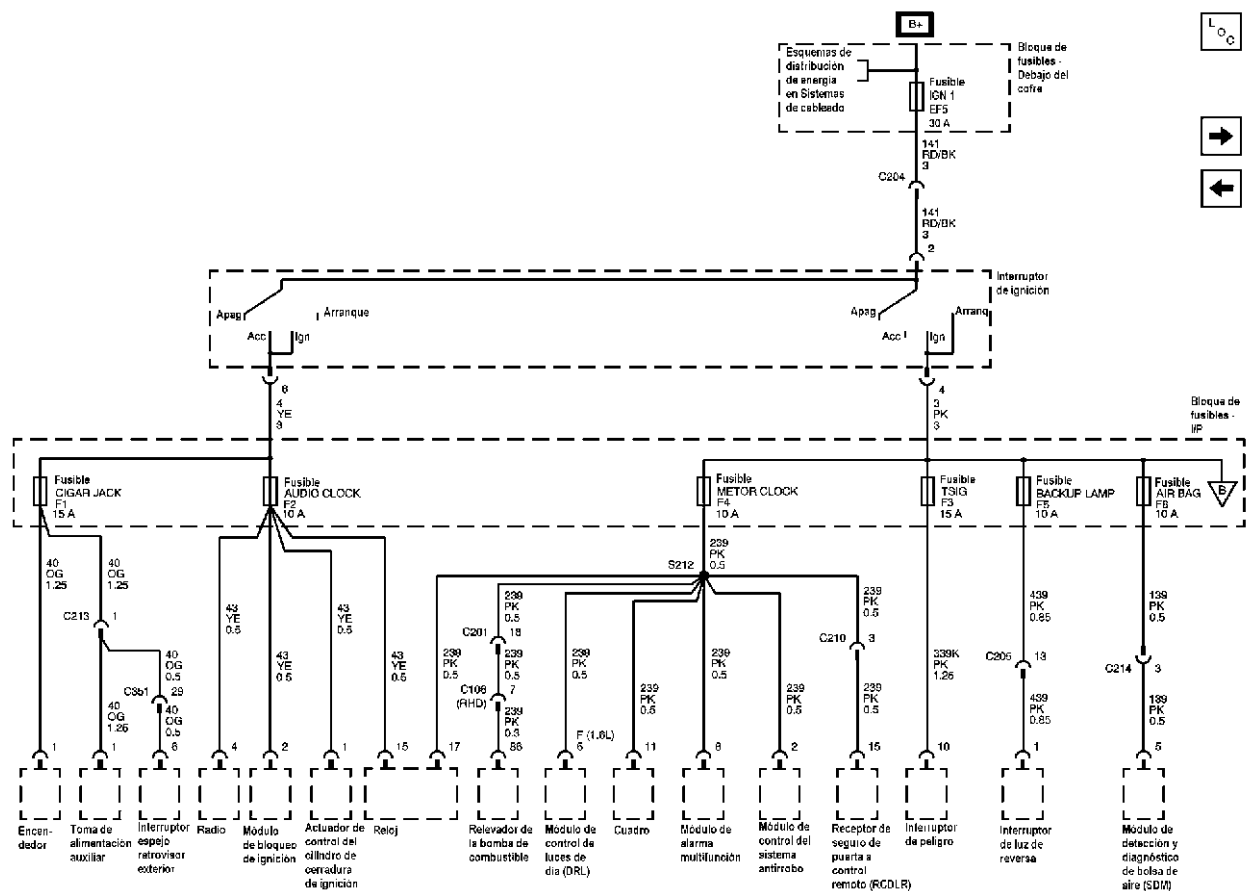 B+
L
O
C
Esquemas de
distribución
de energía
en Sistemas
de cableado
Fusible
IGN 1
EF5
30 A
Bloque de
fusibles -
Debajo del
cofre
141
RD/BK
3
C204
141
RD/BK
3
2
Interruptor
de ignición
Apag
Arranque
Acc
Ign
Apag
Arranq
Acc
Ign
6
4
YE
3
4
3
PK
3
Bloque de
fusibles -
I/P
Fusible
CIGAR JACK
F1
15 A
Fusible
AUDIO CLOCK
F2
10 A
Fusible
METOR CLOCK
F4
10 A
Fusible
TSIG
F3
15 A
Fusible
BACKUP LAMP
F5
10 A
Fusible
AIR BAG
F6
10 A
B
40
OG
1.25
40
OG
1.25
C213
1
40
OG
0.5
C351
29
40
OG
1.25
40
OG
0.5
43
YE
0.5
43
YE
0.5
43
YE
0.5
43
YE
0.5
S212
239
PK
0.5
239
PK
0.5
239
PK
0.5
C201
18
239
PK
0.5
C106
(RHD)
7
239
PK
0.3
239
PK
0.5
239
PK
0.5
239
PK
0.5
239
PK
0.5
239
PK
0.5
C210
3
239
PK
0.5
339K
PK
1.25
439
PK
0.85
C205
13
439
PK
0.85
139
PK
0.5
C214
3
139
PK
0.5
1
1
6
4
2
1
15
17
86
F (1.8L)
6
11
8
2
15
10
1
5
Encen-
dedor
Toma de
alimentación
auxiliar
Interruptor
espejo
retrovisor
exterior
Radio
Módulo
de bloqueo
de ignición
Actuador de
control del
cilindro de
cerradura
de ignición
Reloj
Relevador de
la bomba de
combustible
Módulo de
control de
luces de
día (DRL)
Cuadro
Módulo de
alarma
multifunción
Módulo de
control del
sistema
antirrobo
Receptor de
seguro de
puerta a
control
remoto (RCDLR)
Interruptor
de peligro
Interruptor
de luz de
reversa
Módulo de
detección y
diagnóstico
de bolsa de
aire (SDM)